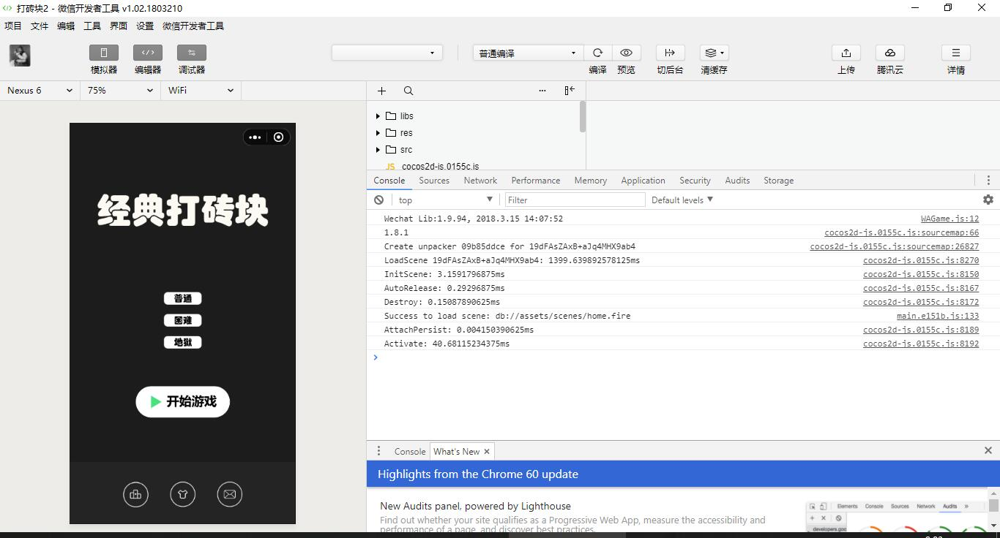 打砖块2 - 微信开发者工具 v1.02.1803210
项目 文件 编辑 工具 界面 设置 微信开发者工具
模拟器 编辑器 调试器
普通编译
编译 预览 切后台 清缓存 上传 腾讯云 详情
Nexus 6 75% WiFi
libs
res
src
JS cocos2d-js.0155c.js
经典打砖块
普通
困难
地狱
开始游戏
Console Sources Network Performance Memory Application Security Audits Storage
top Filter Default levels
Wechat Lib:1.9.94, 2018.3.15 14:07:52 WAGame.js:12
1.8.1 cocos2d-js.0155c.js:sourcemap:66
Create unpacker 09b85ddce for 19dFAsZAxB+aJq4MHX9ab4 cocos2d-js.0155c.js:sourcemap:26827
LoadScene 19dFAsZAxB+aJq4MHX9ab4: 1399.639892578125ms cocos2d-js.0155c.js:8270
InitScene: 3.1591796875ms cocos2d-js.0155c.js:8150
AutoRelease: 0.29296875ms cocos2d-js.0155c.js:8167
Destroy: 0.15087890625ms cocos2d-js.0155c.js:8172
Success to load scene: db://assets/scenes/home.fire main.e151b.js:133
AttachPersist: 0.004150390625ms cocos2d-js.0155c.js:8189
Activate: 40.68115234375ms cocos2d-js.0155c.js:8192
Console What's New
Highlights from the Chrome 60 update
New Audits panel, powered by Lighthouse
Find out whether your site qualifies as a Progressive Web App, measure the accessibility and
performance of a page, and discover best practices.
Elements Console Sources Network Audits »
developers.goo